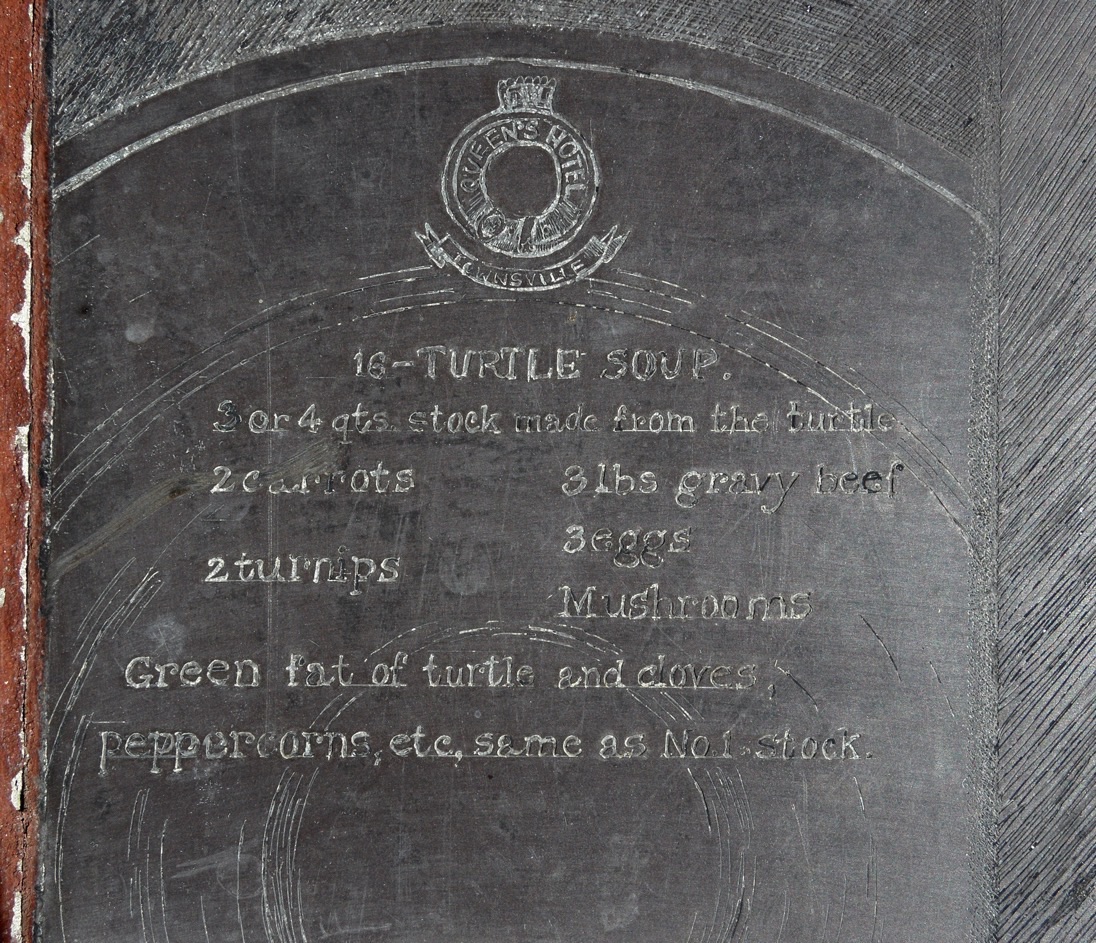 QUEEN'S HOTEL
TOWNSVILLE
16-TURTLE SOUP.
3 or 4 qts. stock made from the turtle
2 carrots
3 lbs gravy beef
3 eggs
2 turnips
Mushrooms
Green fat of turtle and cloves,
peppercorns, etc, same as No.1. stock.